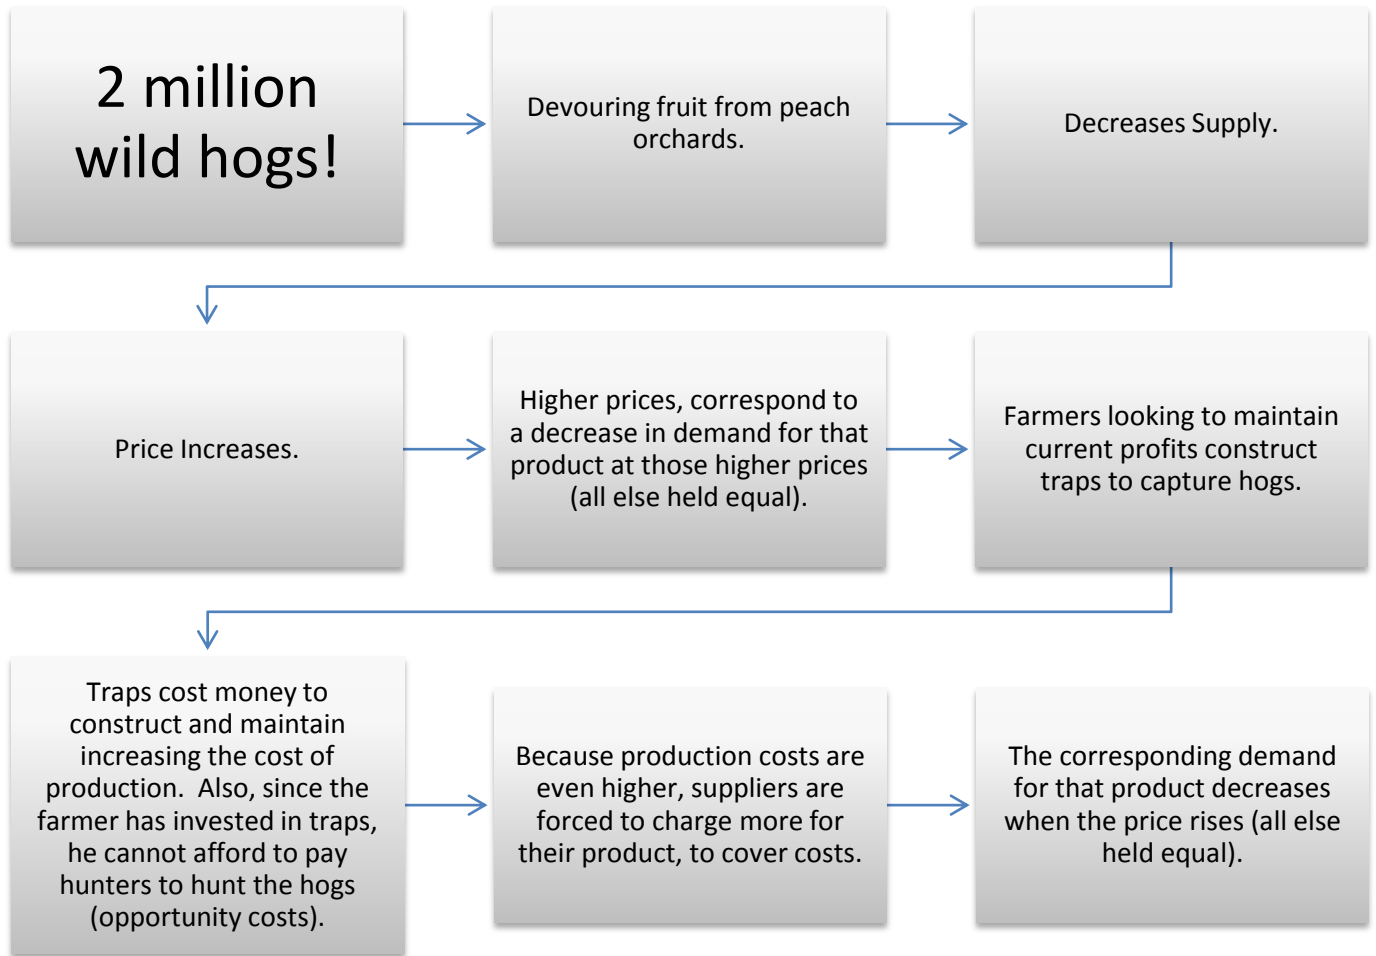 2 million
wild hogs!
Devouring fruit from peach
orchards.
Decreases Supply.
Price Increases.
Higher prices, correspond to
a decrease in demand for that
product at those higher prices
(all else held equal).
Farmers looking to maintain
current profits construct
traps to capture hogs.
Traps cost money to
construct and maintain
increasing the cost of
production.  Also, since the
farmer has invested in traps,
he cannot afford to pay
hunters to hunt the hogs
(opportunity costs).
Because production costs are
even higher, suppliers are
forced to charge more for
their product, to cover costs.
The corresponding demand
for that product decreases
when the price rises (all else
held equal).